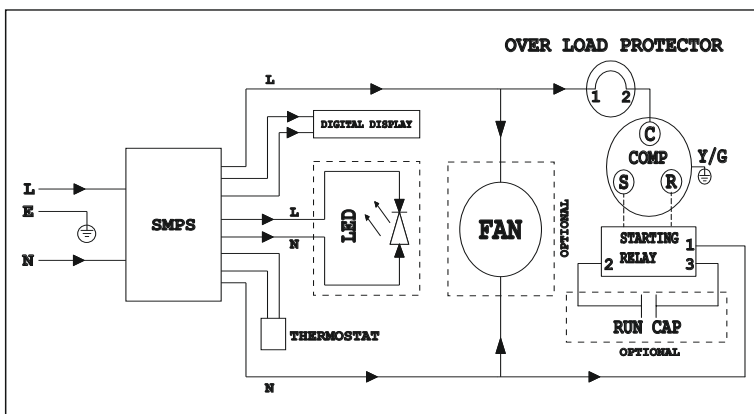 OVER LOAD PROTECTOR
L
1 2
DIGITAL DISPLAY
C
COMP
Y/G
S R
L
E
N
SMPS
L
N
LED
FAN
OPTIONAL
STARTING
RELAY
1
2
3
RUN CAP
OPTIONAL
THERMOSTAT
N